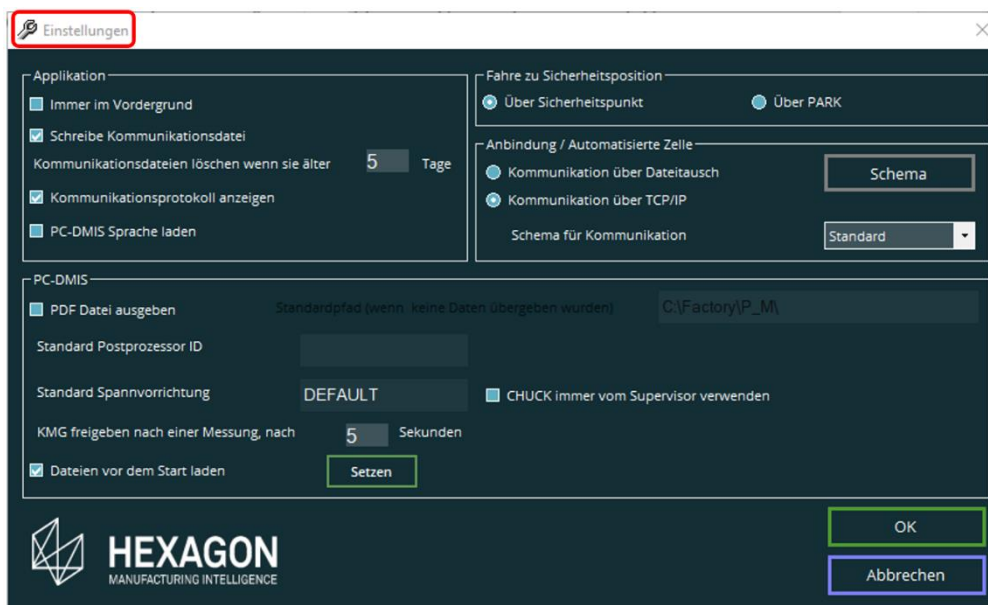 Einstellungen
Applikation
Immer im Vordergrund
Schreibe Kommunikationsdatei
Kommunikationsdateien löschen wenn sie älter 5 Tage
Kommunikationsprotokoll anzeigen
PC-DMIS Sprache laden
Fahre zu Sicherheitsposition
Über Sicherheitspunkt Über PARK
Anbindung / Automatisierte Zelle
Kommunikation über Dateitausch
Schema
Kommunikation über TCP/IP
Schema für Kommunikation Standard
PC-DMIS
PDF Datei ausgeben Standardpfad (wenn keine Daten übergeben wurden) C:\Factory\P_M\
Standard Postprozessor ID
Standard Spannvorrichtung DEFAULT CHUCK immer vom Supervisor verwenden
KMG freigeben nach einer Messung, nach 5 Sekunden
Dateien vor dem Start laden Setzen
HEXAGON
MANUFACTURING INTELLIGENCE
OK
Abbrechen